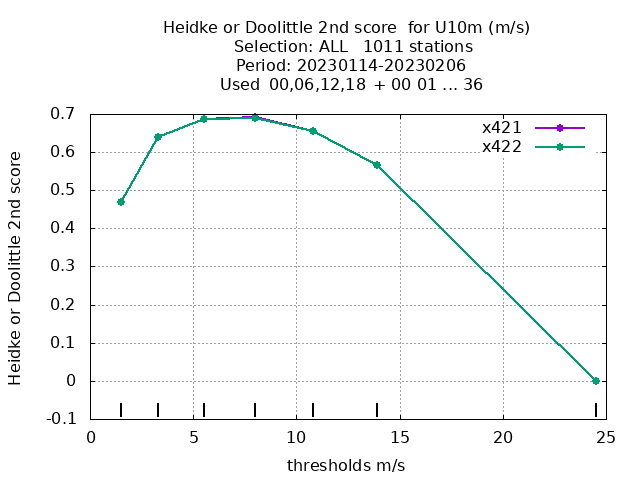 Heidke or Doolittle 2nd score  for U10m (m/s)
Selection: ALL   1011 stations
Period: 20230114-20230206
Used  00,06,12,18  + 00 01 ... 36
x421
x422
Heidke or Doolittle 2nd score
0.7
0.6
0.5
0.4
0.3
0.2
0.1
0
-0.1
0 5 10 15 20 25
thresholds m/s